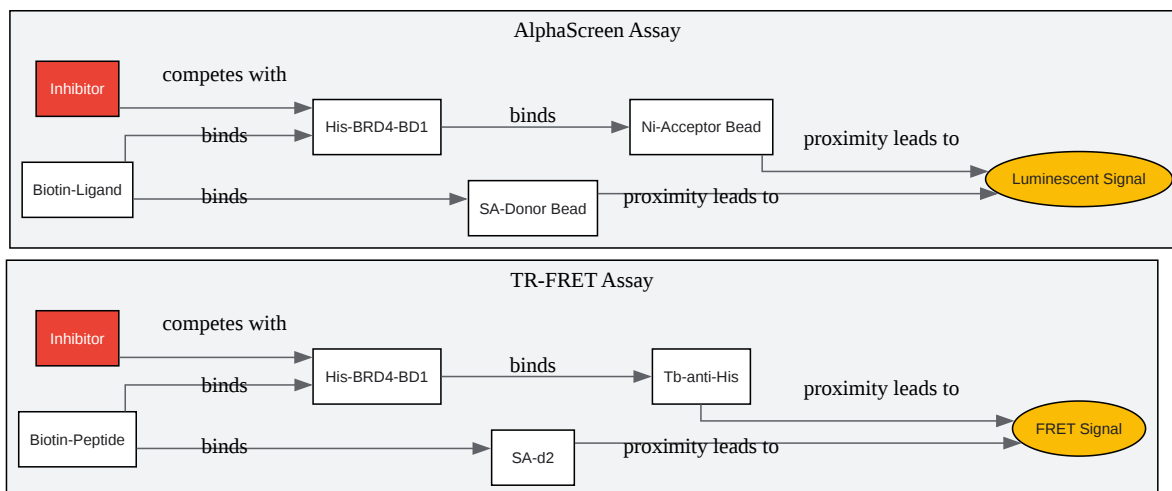 AlphaScreen Assay
Inhibitor
competes with
binds
His-BRD4-BD1
binds
Ni-Acceptor Bead
proximity leads to
Biotin-Ligand
binds
SA-Donor Bead
proximity leads to
Luminescent Signal
TR-FRET Assay
Inhibitor
competes with
binds
His-BRD4-BD1
binds
Tb-anti-His
proximity leads to
Biotin-Peptide
binds
SA-d2
proximity leads to
FRET Signal